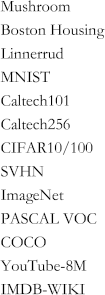 Mushroom
Boston Housing
Linnerrud
MNIST
Caltech101
Caltech256
CIFAR10/100
SVHN
ImageNet
PASCAL VOC
COCO
YouTube-8M
IMDB-WIKI